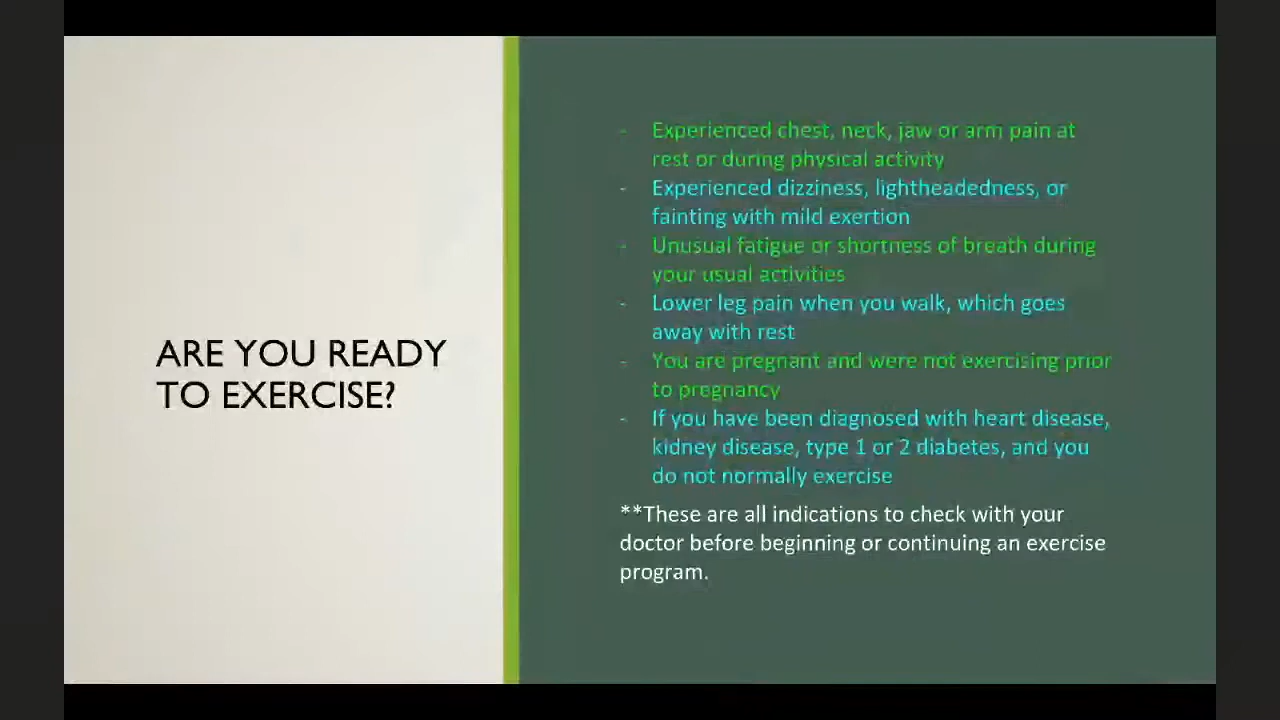 ARE YOU READY
TO EXERCISE?
- Experienced chest, neck, jaw or arm pain at
rest or during physical activity
- Experienced dizziness, lightheadedness, or
fainting with mild exertion
- Unusual fatigue or shortness of breath during
your usual activities
- Lower leg pain when you walk, which goes
away with rest
- You are pregnant and were not exercising prior
to pregnancy
- If you have been diagnosed with heart disease,
kidney disease, type 1 or 2 diabetes, and you
do not normally exercise
**These are all indications to check with your
doctor before beginning or continuing an exercise
program.